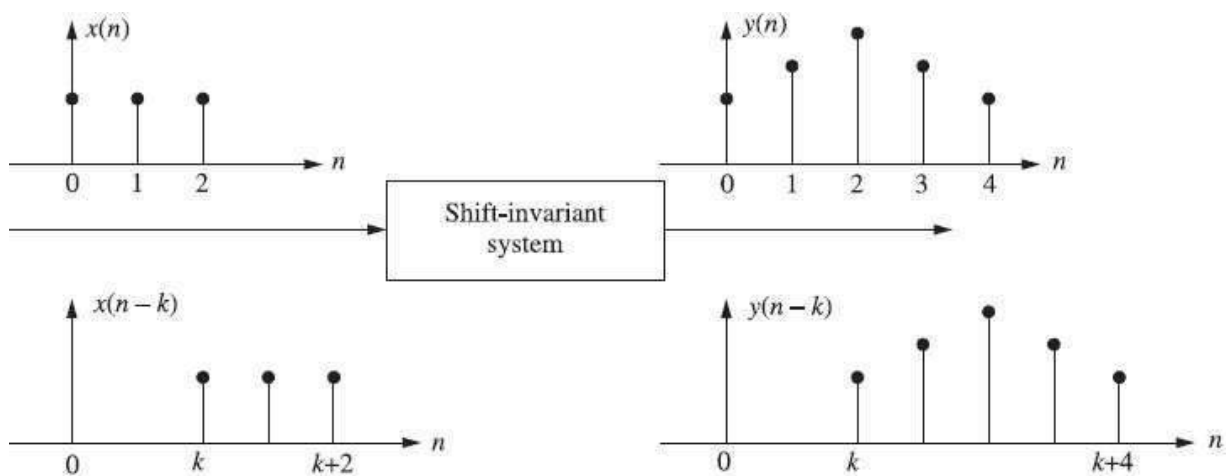 x(n)
y(n)
n
0 1 2
n
0 1 2 3 4
Shift-invariant
system
x(n – k)
y(n – k)
n
0 k k+2
n
0 k k+4